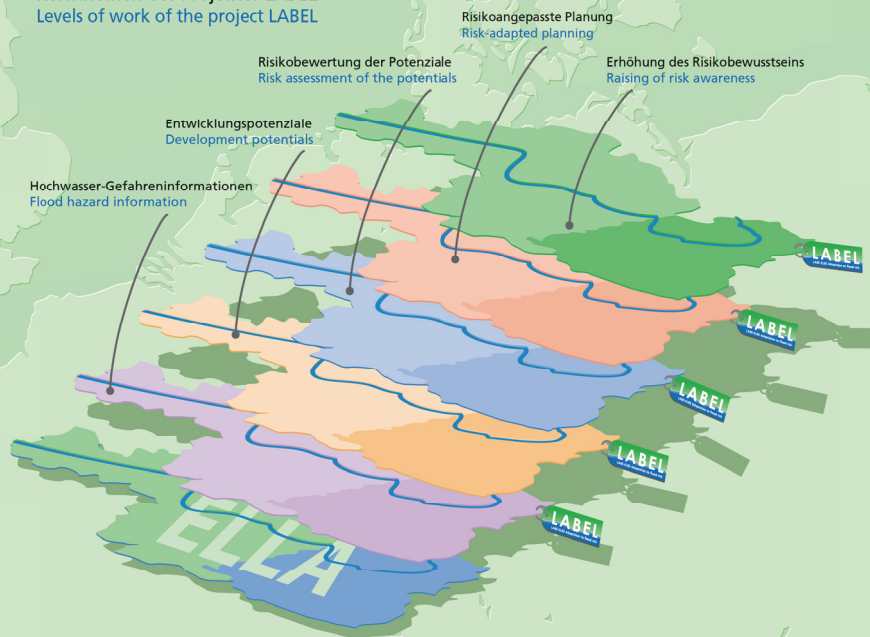 Levels of work of the project LABEL
Risikoangepasste Planung
Risk-adapted planning
Risikobewertung der Potenziale
Risk assessment of the potentials
Erhöhung des Risikobewusstseins
Raising of risk awareness
Entwicklungspotenziale
Development potentials
Hochwasser-Gefahreninformationen
Flood hazard information
LABEL
LABEL
LABEL
LABEL
LABEL
ELLA